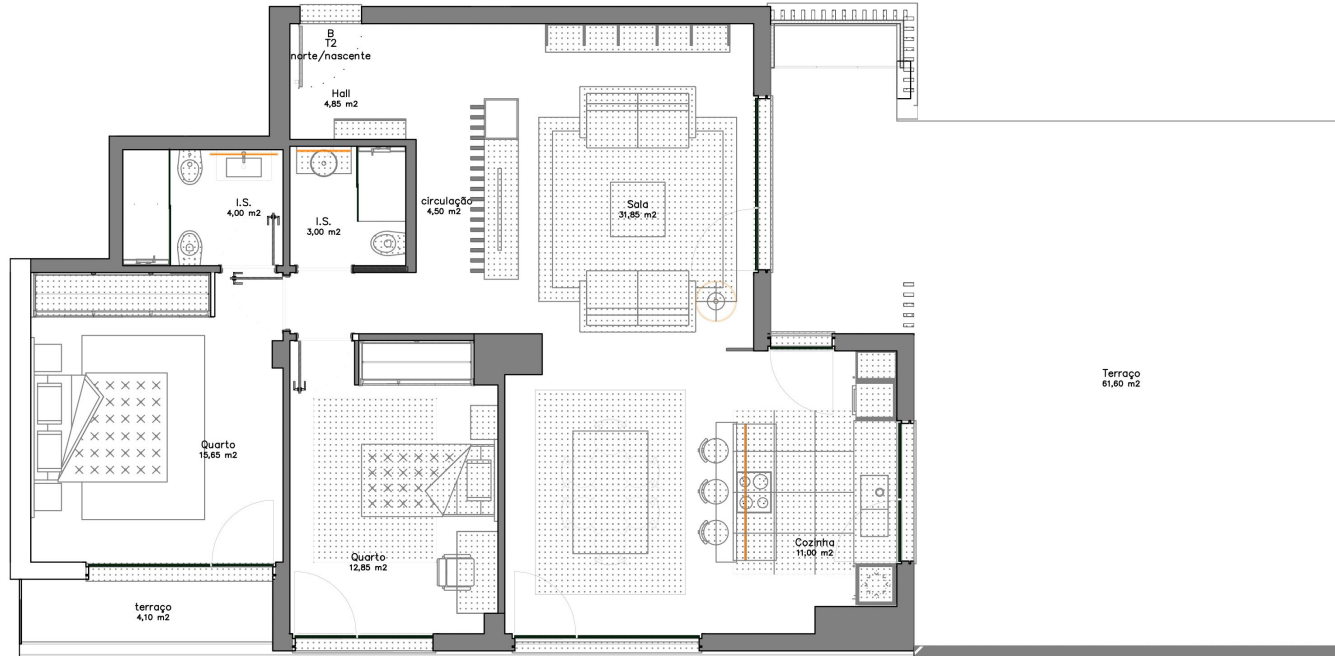 B
T2
norte/nascente
Hall
4,85 m2
I.S.
4,00 m2
I.S.
3,00 m2
circulação
4,50 m2
Sala
31,85 m2
Terraço
61,60 m2
Quarto
15,65 m2
Quarto
12,85 m2
Cozinha
11,00 m2
terraço
4,10 m2